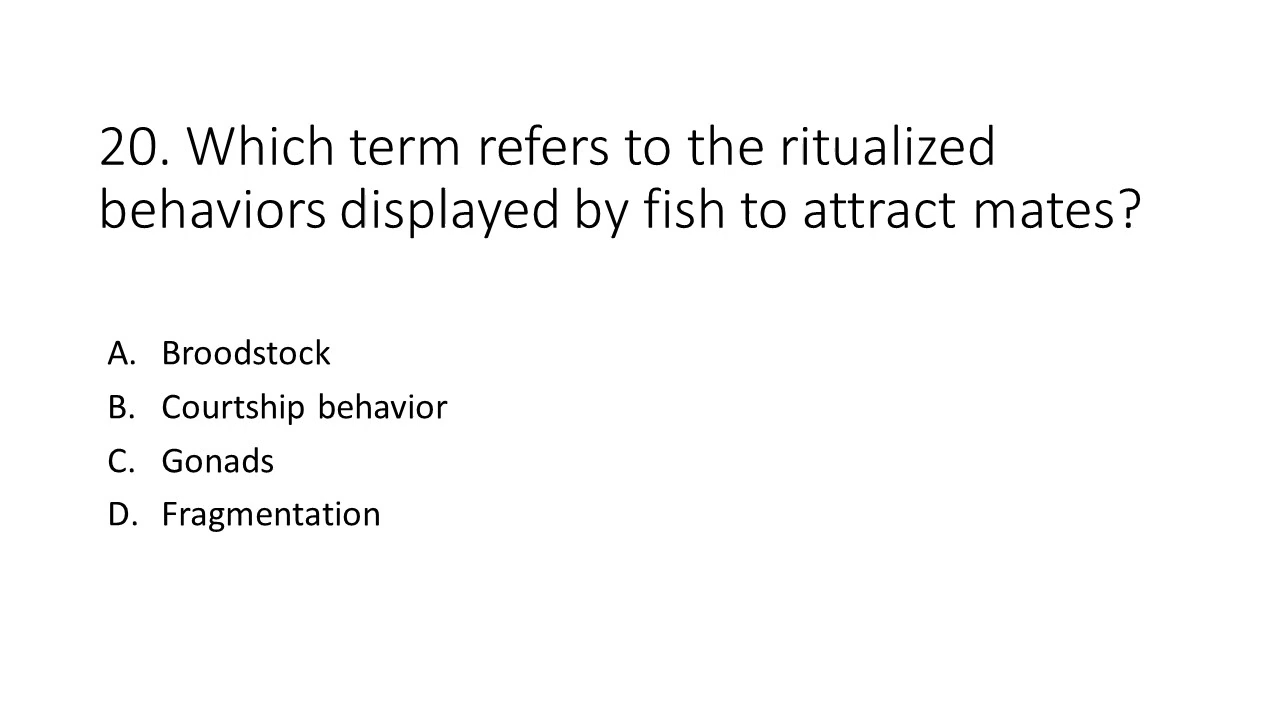 20. Which term refers to the ritualized
behaviors displayed by fish to attract mates?
A. Broodstock
B. Courtship behavior
C. Gonads
D. Fragmentation